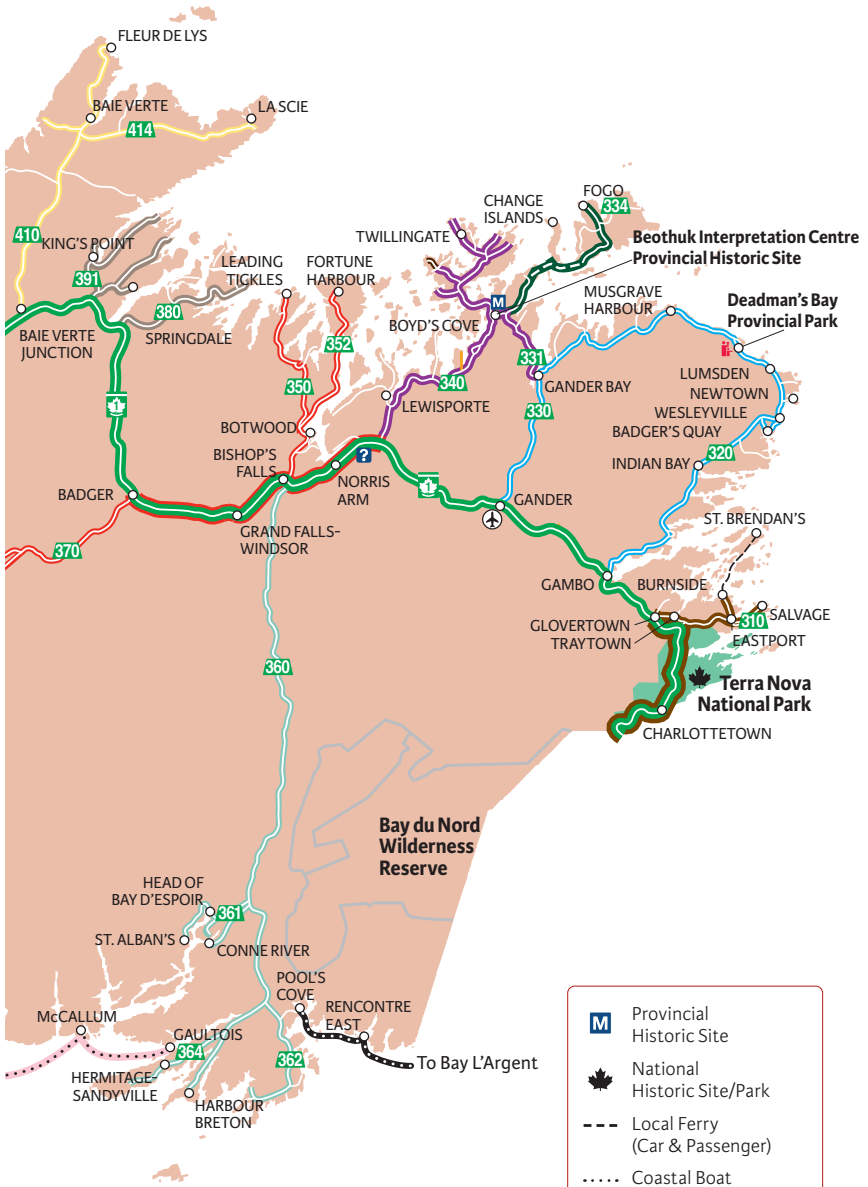 FLEUR DE LYS
BAIE VERTE
LA SCIE
414
410
KING'S POINT
391
LEADING
TICKLES
FORTUNE
HARBOUR
380
SPRINGDALE
BAIE VERTE
JUNCTION
352
350
TWILLINGATE
CHANGE
ISLANDS
FOGO
334
Beothuk Interpretation Centre
Provincial Historic Site
M
BOYD'S COVE
MUSGRAVE
HARBOUR
Deadman's Bay
Provincial Park
331
340
GANDER BAY
330
LUMSDEN
NEWTOWN
WESLEYVILLE
BADGER'S QUAY
320
INDIAN BAY
LEWISPORTE
1
BOTWOOD
BISHOP'S
FALLS
?
NORRIS
ARM
1
GANDER
BADGER
GRAND FALLS-
WINDSOR
370
ST. BRENDAN'S
GAMBO
BURNSIDE
GLOVERTOWN
TRAYTOWN
310
SALVAGE
EASTPORT
Terra Nova
National Park
CHARLOTTETOWN
360
Bay du Nord
Wilderness
Reserve
HEAD OF
BAY D'ESPOIR
361
ST. ALBAN'S
CONNE RIVER
POOL'S
COVE
RENCONTRE
EAST
McCALLUM
GAULTOIS
364
362
To Bay L'Argent
HERMITAGE-
SANDYVILLE
HARBOUR
BRETON
M
Provincial
Historic Site
National
Historic Site/Park
Local Ferry
(Car & Passenger)
Coastal Boat